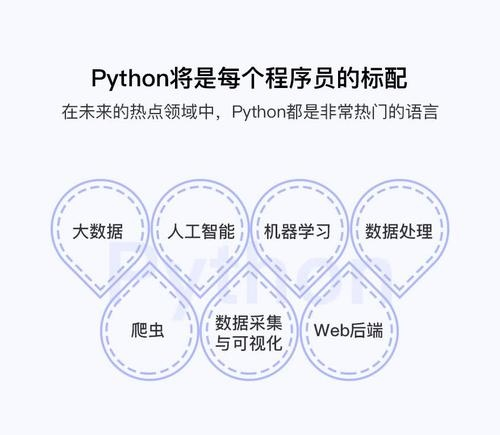 Python将是每个程序员的标配
在未来的热点领域中，Python都是非常热门的语言
大数据
人工智能
机器学习
数据处理
Python
爬虫
数据采集
与可视化
Web后端